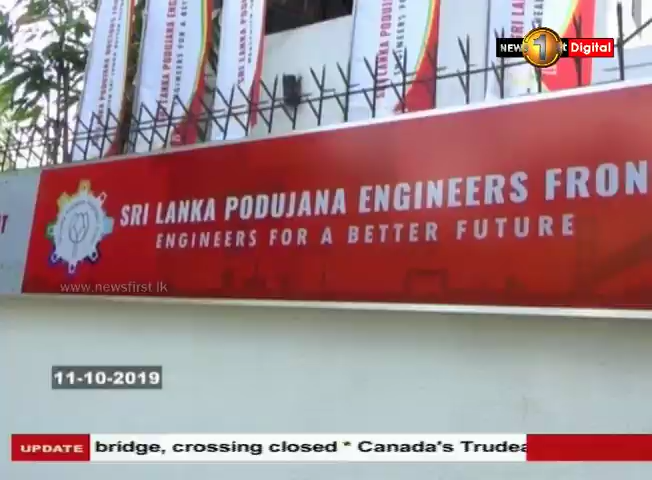 NEWS 1st Digital
SRI LANKA PODUJANA ENGINEERS FRON
ENGINEERS FOR A BETTER FUTURE
www.newsfirst.lk
11-10-2019
UPDATE bridge, crossing closed * Canada's Trudea